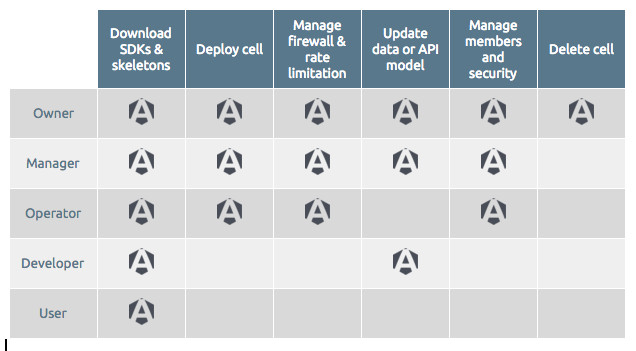 Download
SDKs &
skeletons
Deploy cell
Manage
firewall &
rate
limitation
Update
data or API
model
Manage
members
and
security
Delete cell
Owner
Manager
Operator
Developer
User